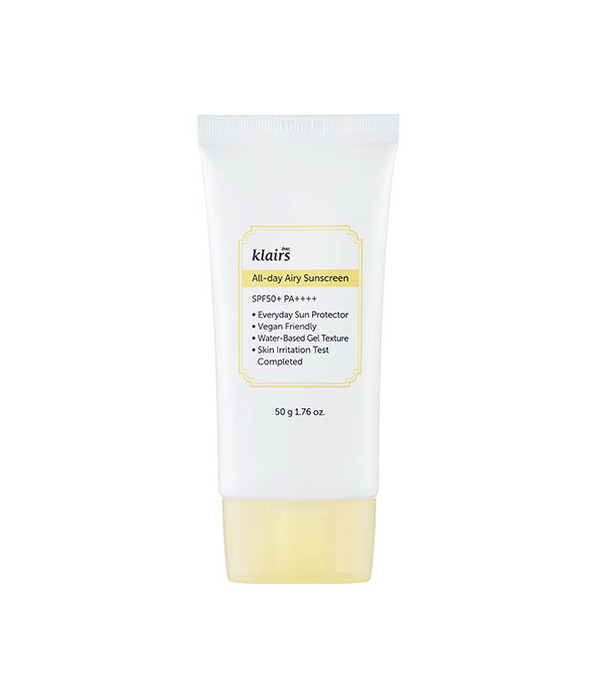 dear,
klairs
All-day Airy Sunscreen
SPF50+ PA++++
• Everyday Sun Protector
• Vegan Friendly
• Water-Based Gel Texture
• Skin Irritation Test
Completed
50 g 1.76 oz.